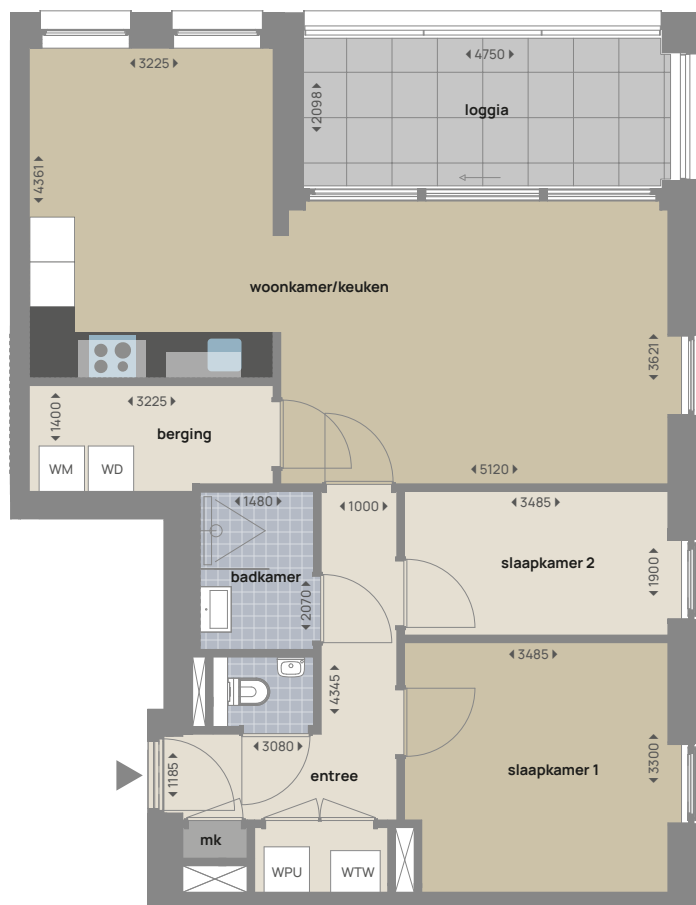 3225
4750
2098
loggia
4361
woonkamer/keuken
3621
1400
3225
berging
WM
WD
5120
1480
1000
3485
badkamer
2070
slaapkamer 2
1900
4345
3485
3080
1185
entree
slaapkamer 1
3300
mk
WPU
WTW